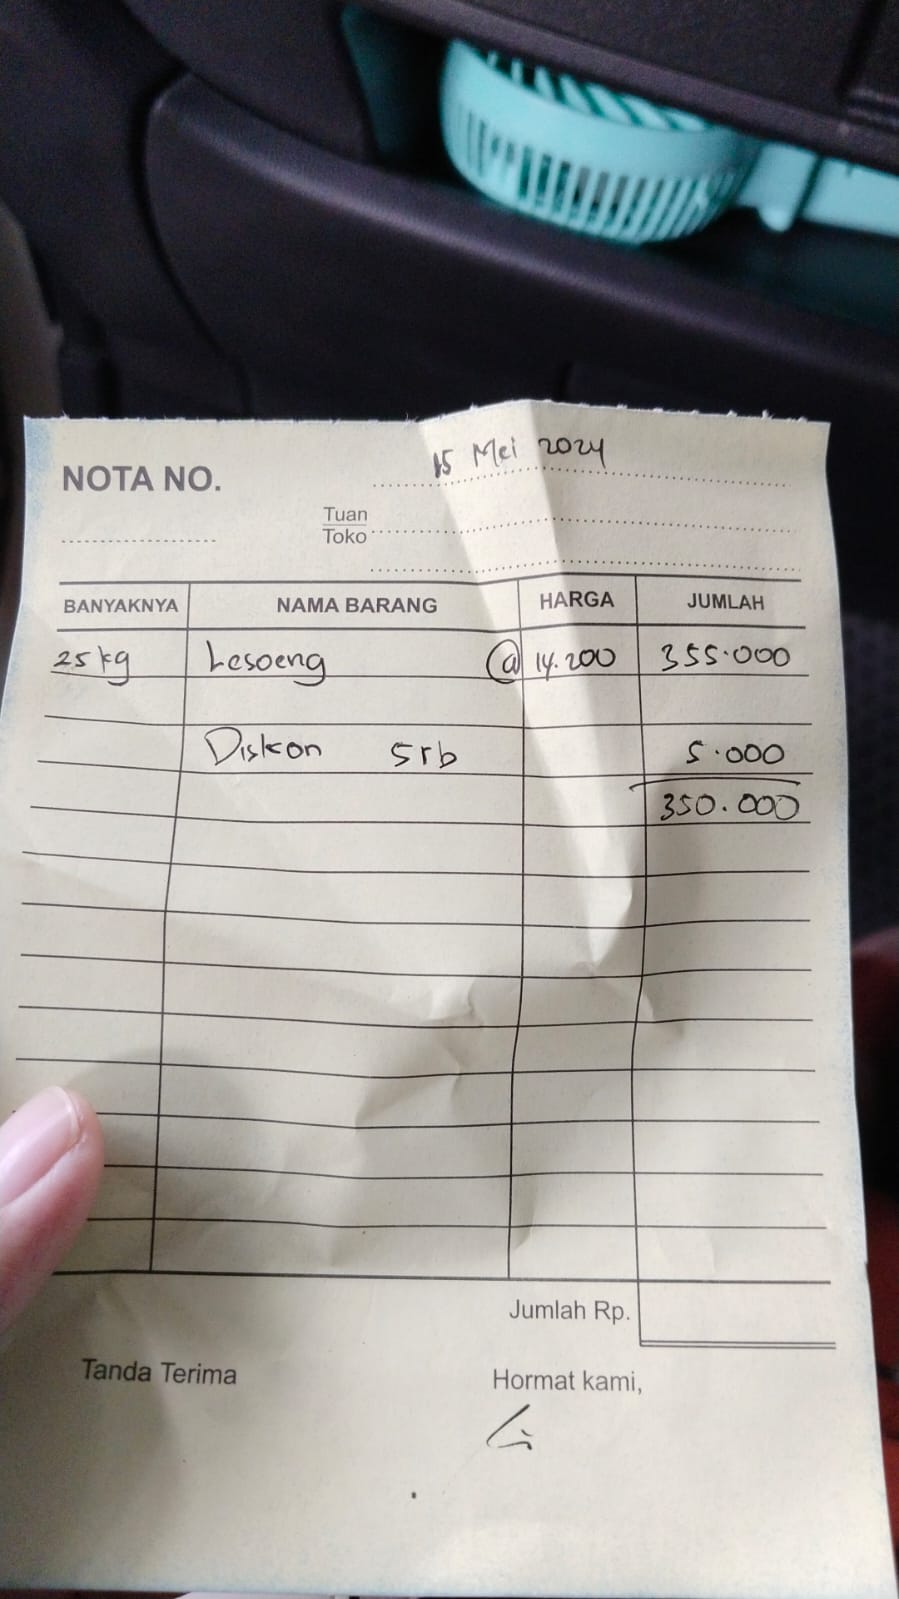 15 Mei 2024
NOTA NO.
Tuan
Toko
BANYAKNYA NAMA BARANG HARGA JUMLAH
25 kg Lesoeng @ 14.200 355.000
Diskon 5rb 5.000
350.000
Jumlah Rp.
Tanda Terima Hormat kami,